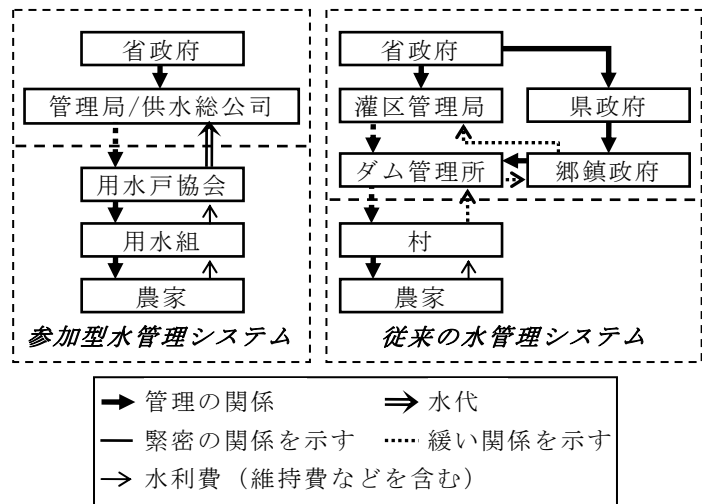 省政府
管理局/供水総公司
用水戸協会
用水組
農家
参加型水管理システム
省政府
灌区管理局
県政府
ダム管理所
郷鎮政府
村
農家
従来の水管理システム
管理の関係
水代
緊密の関係を示す
緩い関係を示す
水利費（維持費などを含む）